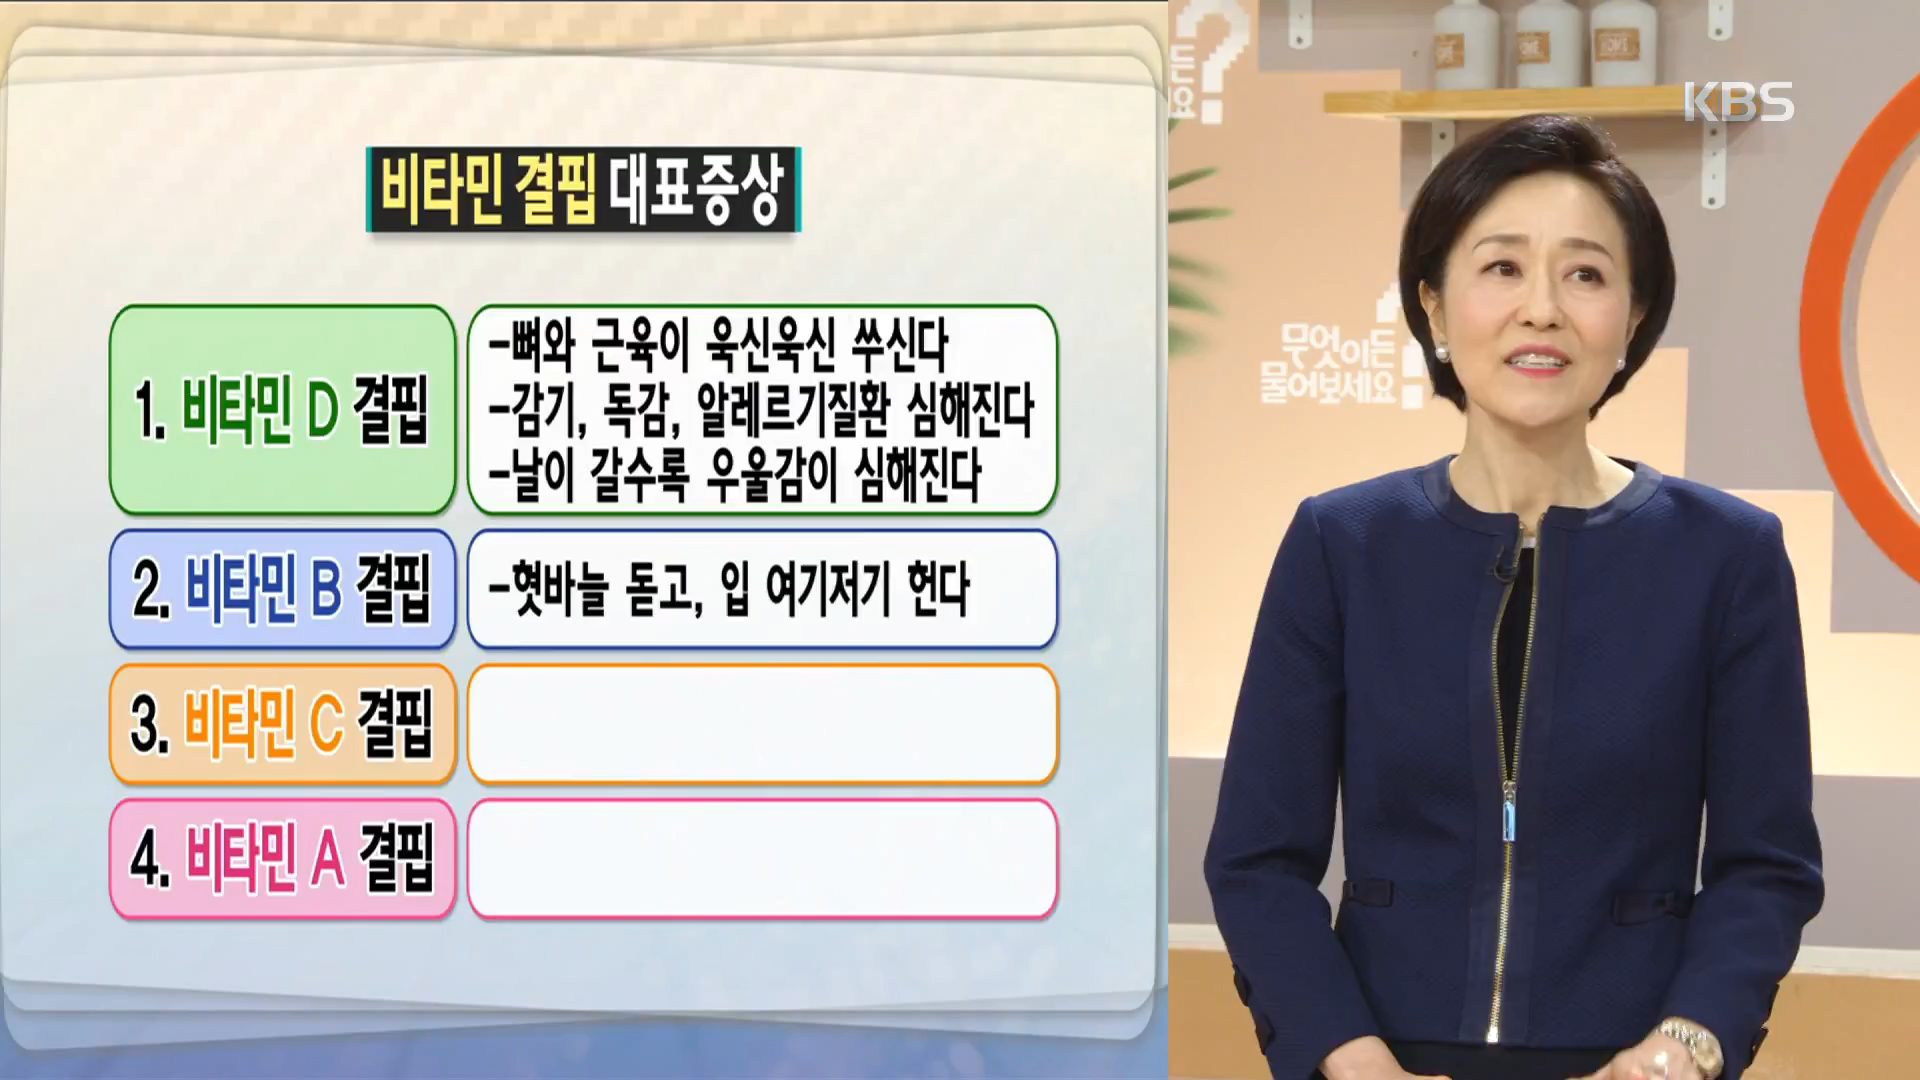 비타민 결핍 대표증상
1. 비타민 D 결핍
-뼈와 근육이 욱신욱신 쑤신다
-감기, 독감, 알레르기질환 심해진다
-날이 갈수록 우울감이 심해진다
2. 비타민 B 결핍
-혓바늘 돋고, 입 여기저기 헌다
3. 비타민 C 결핍
4. 비타민 A 결핍
KBS
HOME
HOME
든
요
?
무엇이든
물어보세요
?